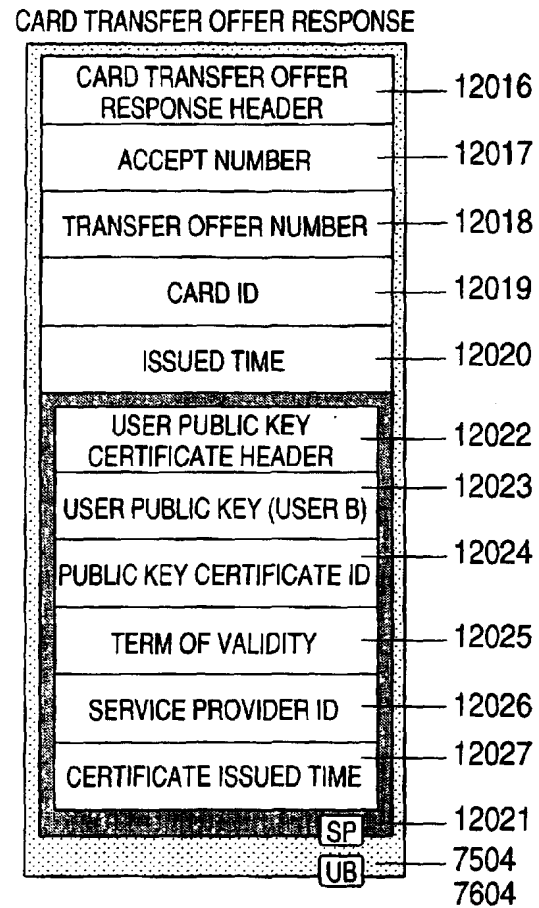 CARD TRANSFER OFFER RESPONSE
CARD TRANSFER OFFER
RESPONSE HEADER
12016
ACCEPT NUMBER
12017
TRANSFER OFFER NUMBER
12018
CARD ID
12019
ISSUED TIME
12020
USER PUBLIC KEY
CERTIFICATE HEADER
12022
USER PUBLIC KEY (USER B)
12023
PUBLIC KEY CERTIFICATE ID
12024
TERM OF VALIDITY
12025
SERVICE PROVIDER ID
12026
CERTIFICATE ISSUED TIME
12027
SP
12021
UB
7504
7604